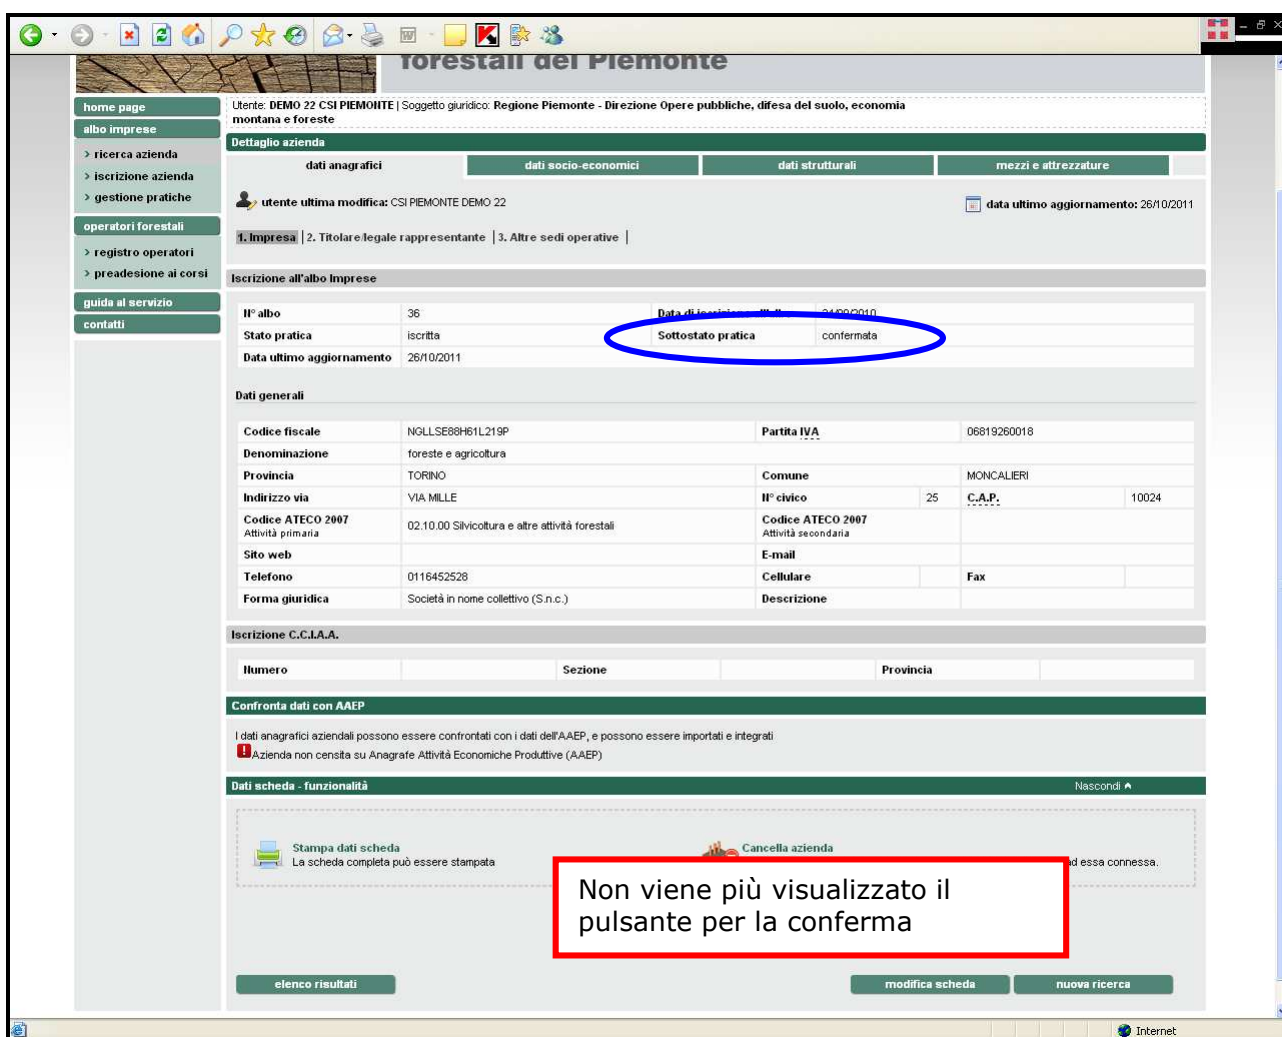 forestali del Piemonte
Utente: DEMO 22 CSI PIEMONTE | Soggetto giuridico: Regione Piemonte - Direzione Opere pubbliche, difesa del suolo, economia
montana e foreste
home page
albo imprese
> ricerca azienda
> iscrizione azienda
> gestione pratiche
operatori forestali
> registro operatori
> preadesione ai corsi
guida al servizio
contatti
Dettaglio azienda
dati anagrafici dati socio-economici dati strutturali mezzi e attrezzature
utente ultima modifica: CSI PIEMONTE DEMO 22 data ultimo aggiornamento: 26/10/2011
1. Impresa | 2. Titolare/legale rappresentante | 3. Altre sedi operative |
Iscrizione all'albo Imprese
N° albo 36 Data di 2010
Stato pratica iscritta Sottostato pratica confermata
Data ultimo aggiornamento 26/10/2011
Dati generali
Codice fiscale NGLLSE88H61L219P Partita IVA 06819260018
Denominazione foreste e agricoltura
Provincia TORINO Comune MONCALIERI
Indirizzo via VIA MILLE N° civico 25 C.A.P. 10024
Codice ATECO 2007 02.10.00 Silvicoltura e altre attività forestali Codice ATECO 2007
Attività primaria Attività secondaria
Sito web E-mail
Telefono 0116452528 Cellulare Fax
Forma giuridica Società in nome collettivo (S.n.c.) Descrizione
Iscrizione C.C.I.A.A.
Numero Sezione Provincia
Confronta dati con AAEP
I dati anagrafici aziendali possono essere confrontati con i dati dell'AAEP, e possono essere importati e integrati
Azienda non censita su Anagrafe Attività Economiche Produttive (AAEP)
Dati scheda - funzionalità Nascondi
Stampa dati scheda Cancella azienda
La scheda completa può essere stampata ad essa connessa.
Non viene più visualizzato il
pulsante per la conferma
elenco risultati modifica scheda nuova ricerca
Internet